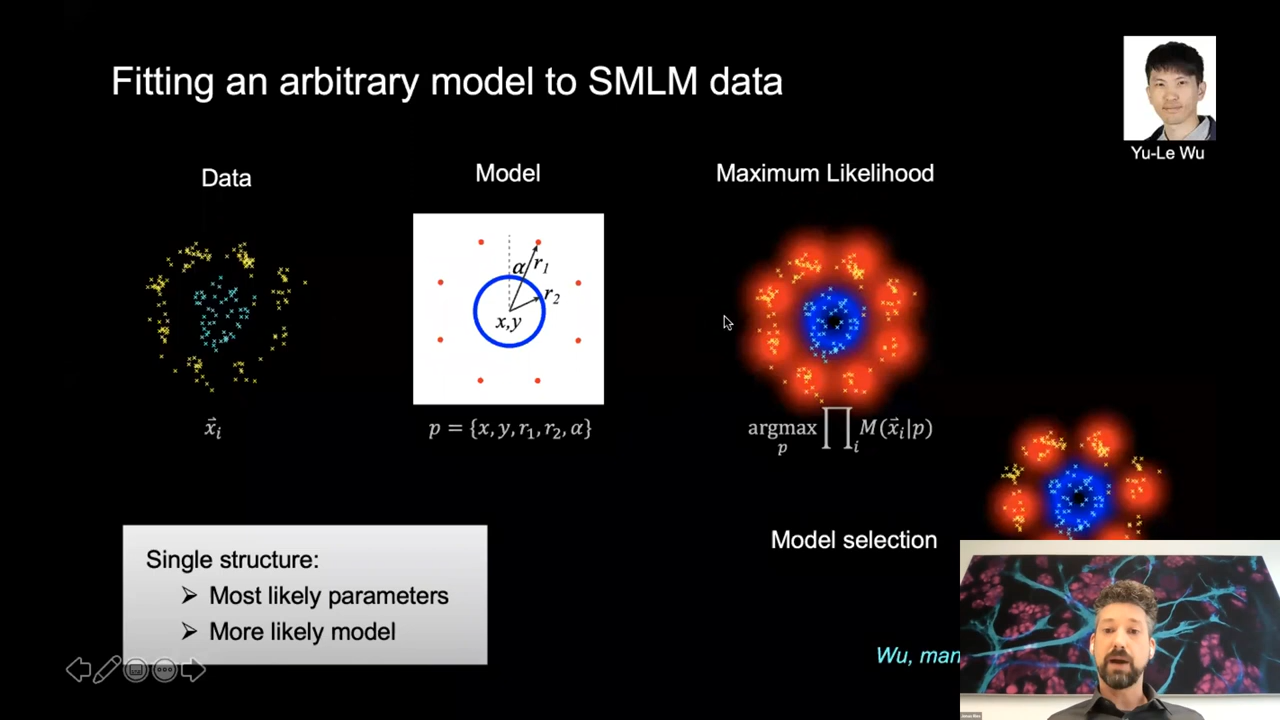 Fitting an arbitrary model to SMLM data
Yu-Le Wu
Data
Model
Maximum Likelihood
α
r₁
r₂
x,y
x⃗ᵢ
p = {x, y, r₁, r₂, α}
argmax p ∏ᵢ M(x⃗ᵢ|p)
Model selection
Single structure:
➢ Most likely parameters
➢ More likely model
Wu, man